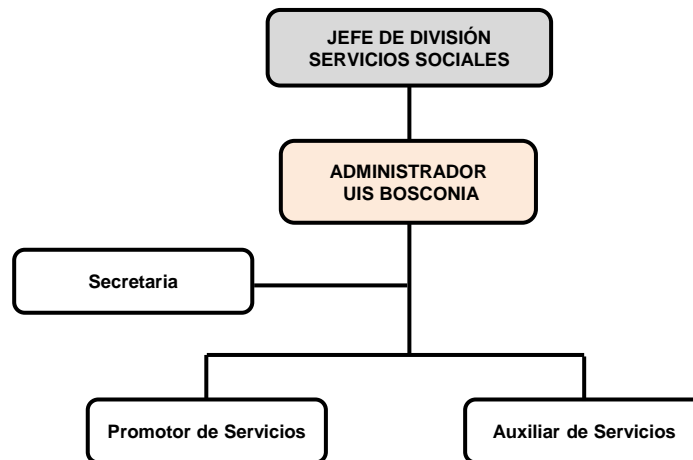 JEFE DE DIVISIÓN
SERVICIOS SOCIALES
ADMINISTRADOR
UIS BOSCONIA
Secretaria
Promotor de Servicios
Auxiliar de Servicios